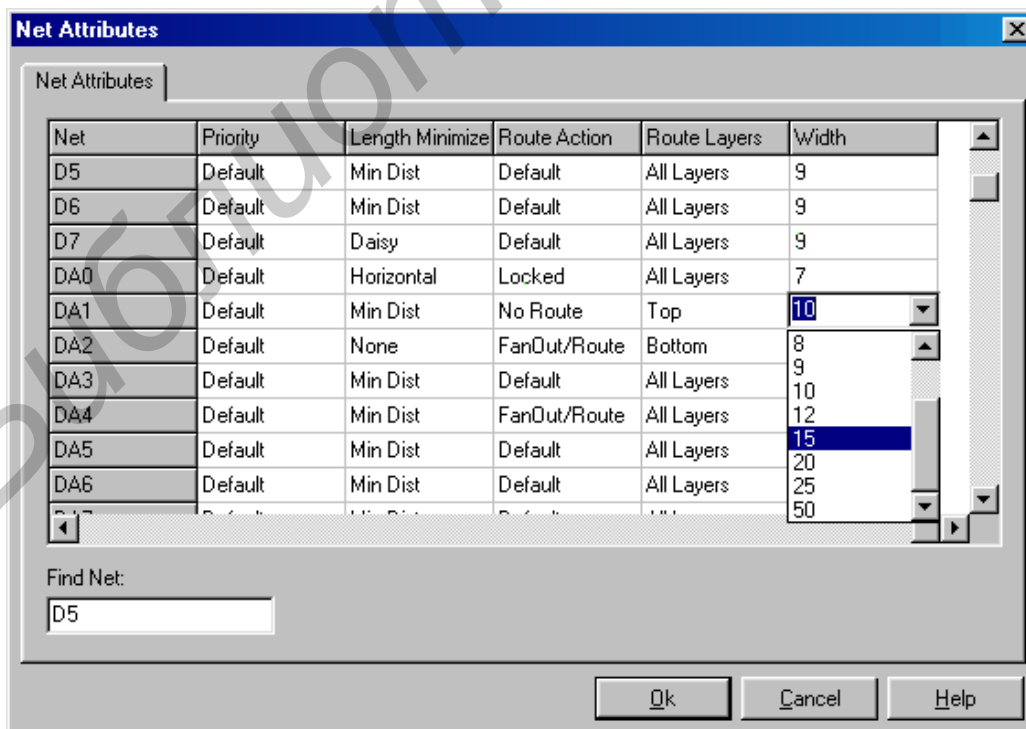 Net Attributes
Net Attributes
Net Priority Length Minimize Route Action Route Layers Width
D5 Default Min Dist Default All Layers 9
D6 Default Min Dist Default All Layers 9
D7 Default Daisy Default All Layers 9
DA0 Default Horizontal Locked All Layers 7
DA1 Default Min Dist No Route Top 10
DA2 Default None FanOut/Route Bottom 8
9
DA3 Default Min Dist Default All Layers 10
DA4 Default Min Dist FanOut/Route All Layers 12
15
DA5 Default Min Dist Default All Layers 20
DA6 Default Min Dist Default All Layers 25
50
Find Net:
D5
Ok Cancel Help